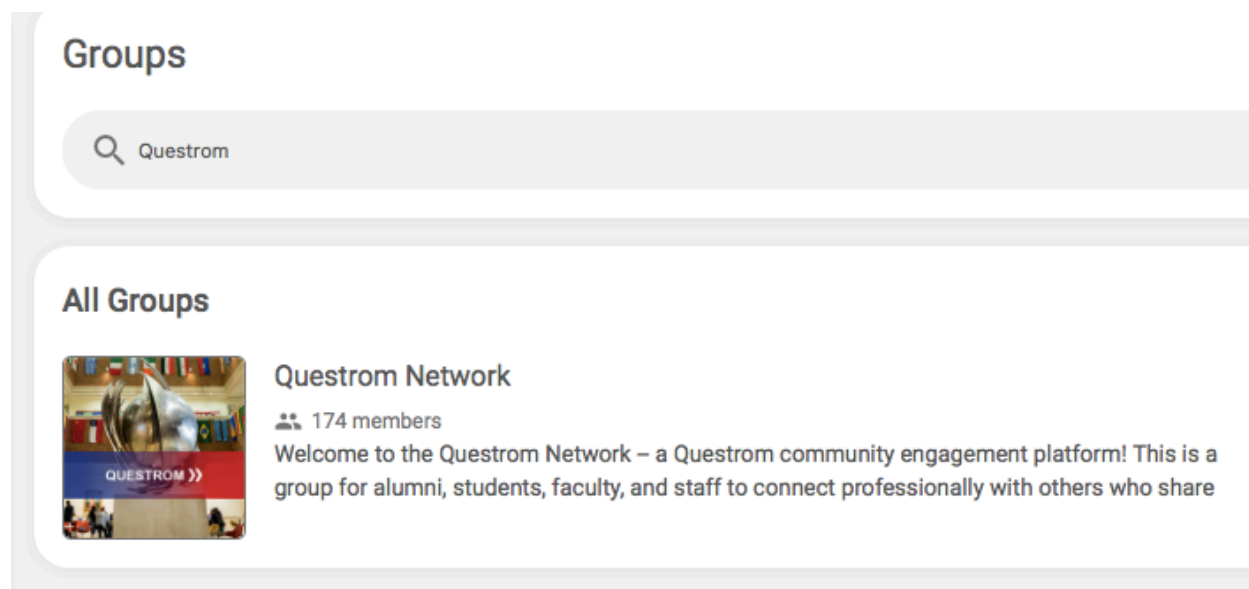 Groups
Questrom
All Groups
Questrom Network
174 members
Welcome to the Questrom Network – a Questrom community engagement platform! This is a
group for alumni, students, faculty, and staff to connect professionally with others who share
QUESTROM »